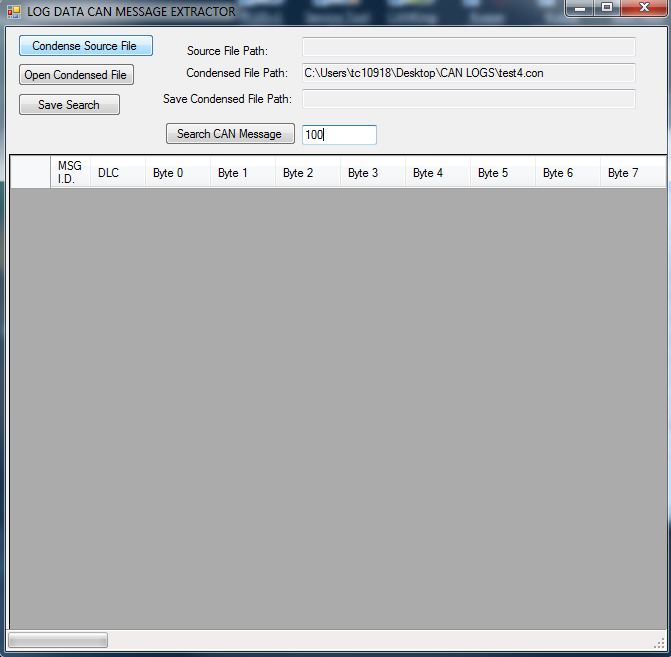 LOG DATA CAN MESSAGE EXTRACTOR
Condense Source File
Source File Path:
Open Condensed File
Condensed File Path:
C:\Users\tc10918\Desktop\CAN LOGS\test4.con
Save Search
Save Condensed File Path:
Search CAN Message
100
MSG
I.D.
DLC
Byte 0
Byte 1
Byte 2
Byte 3
Byte 4
Byte 5
Byte 6
Byte 7